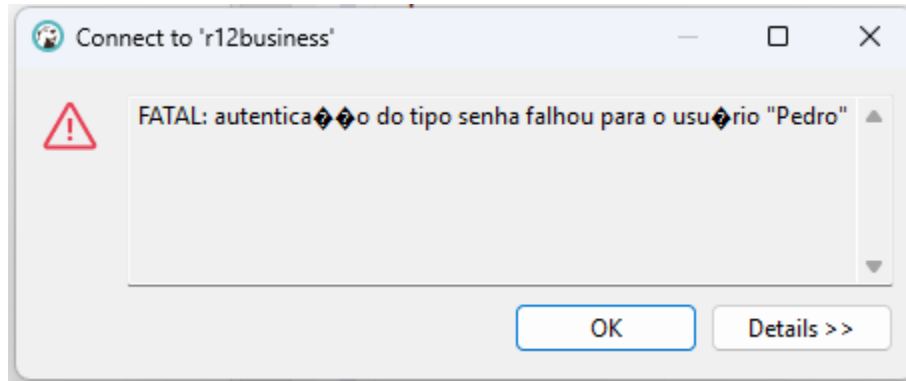 Connect to 'r12business'
FATAL: autentica��o do tipo senha falhou para o usu�rio "Pedro"
OK
Details >>